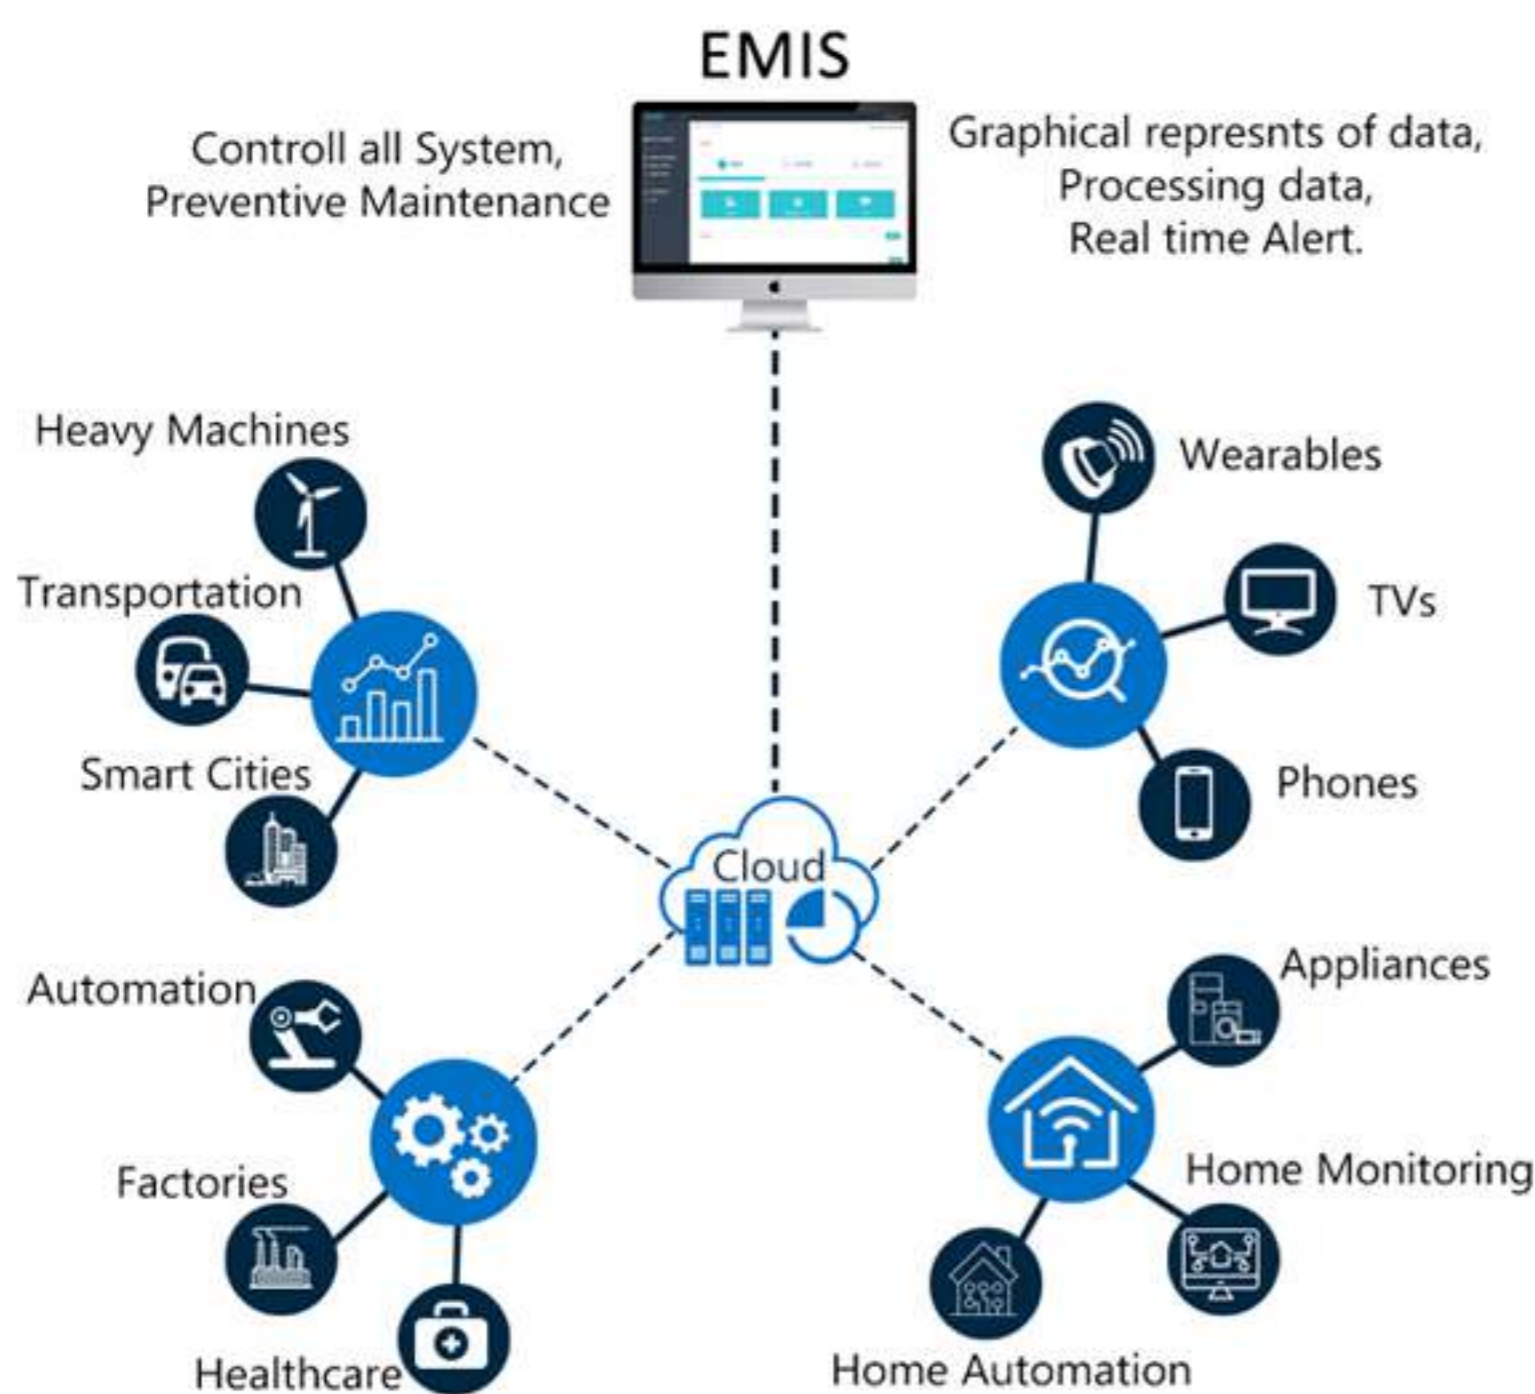 EMIS
Controll all System,
Preventive Maintenance
Graphical represnts of data,
Processing data,
Real time Alert.
Heavy Machines
Transportation
Smart Cities
Wearables
TVs
Phones
Cloud
Automation
Factories
Healthcare
Appliances
Home Monitoring
Home Automation